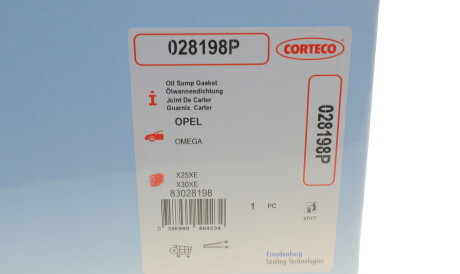 028198P
CORTECO
Oil Sump Gasket
Ölwannendichtung
Joint De Carter
Guarniz. Carter
OPEL
OMEGA
X25XE
X30XE
83028198
1 PC
028198P
Freudenberg
Sealing Technologies